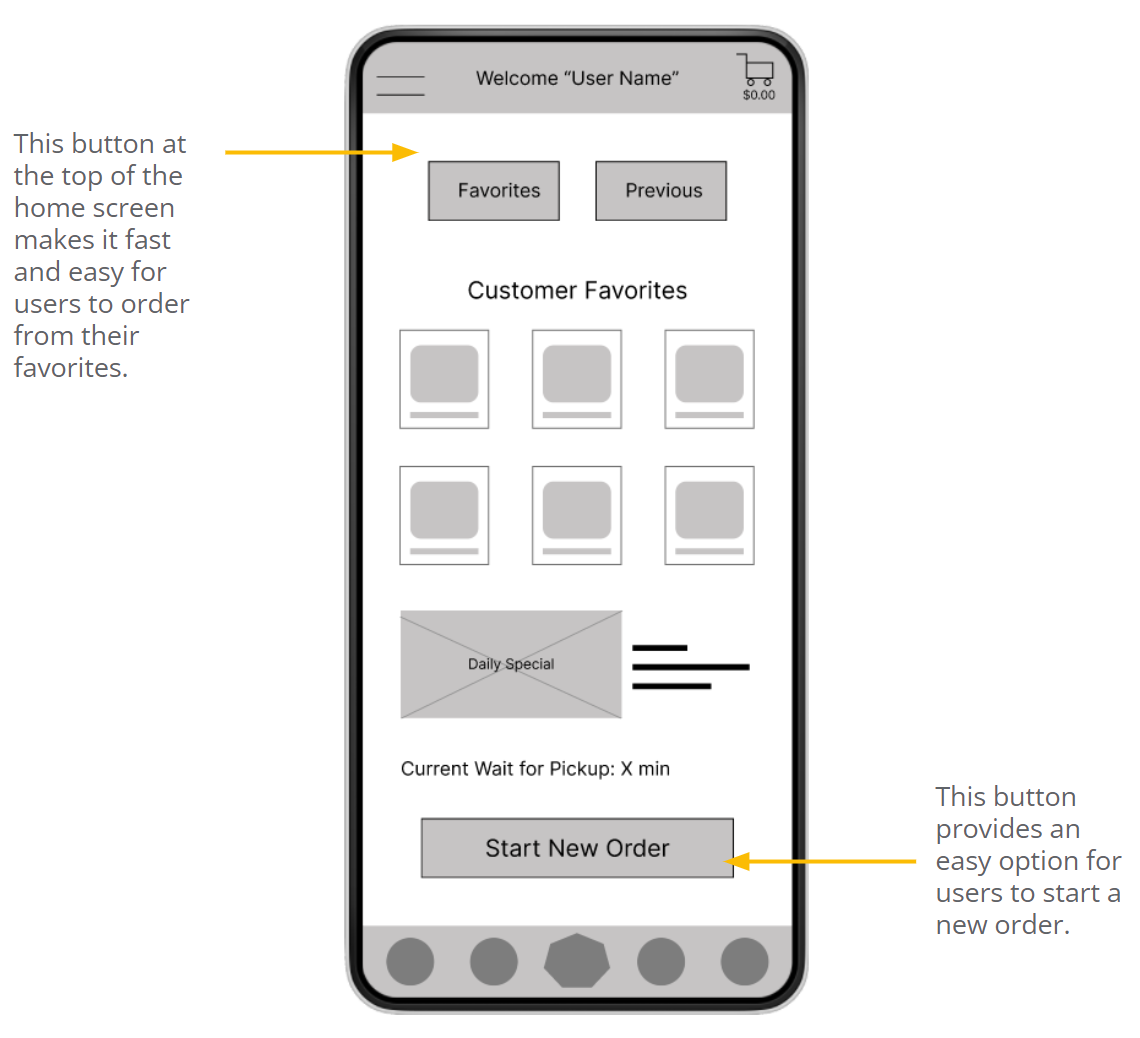 Welcome “User Name”
$0.00
This button at
the top of the
home screen
makes it fast
and easy for
users to order
from their
favorites.
Favorites
Previous
Customer Favorites
Daily Special
Current Wait for Pickup: X min
Start New Order
This button
provides an
easy option for
users to start a
new order.